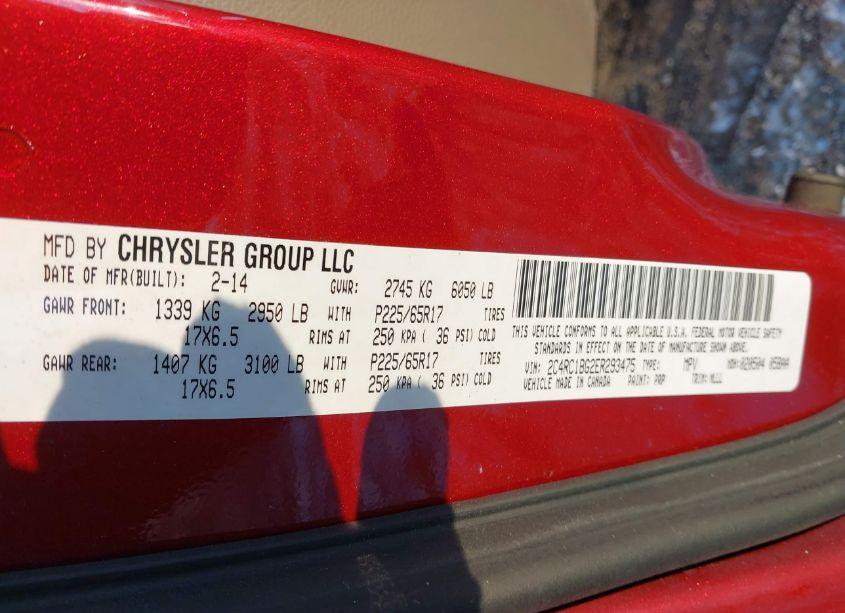 MFD BY CHRYSLER GROUP LLC
DATE OF MFR(BUILT): 2-14 GVWR: 2745 KG 6050 LB
GAWR FRONT: 1339 KG 2950 LB WITH P225/65R17 TIRES
17X6.5 RIMS AT 250 KPA ( 36 PSI) COLD
GAWR REAR: 1407 KG 3100 LB WITH P225/65R17 TIRES
17X6.5 RIMS AT 250 KPA ( 36 PSI) COLD
THIS VEHICLE CONFORMS TO ALL APPLICABLE U.S.A. FEDERAL MOTOR VEHICLE SAFETY
STANDARDS IN EFFECT ON THE DATE OF MANUFACTURE SHOWN ABOVE.
VIN: 2C4RC1BG2ER293475 TYPE: MPV MDH: 020504 058AA
VEHICLE MADE IN CANADA PAINT: PRP TRIM: MLLL